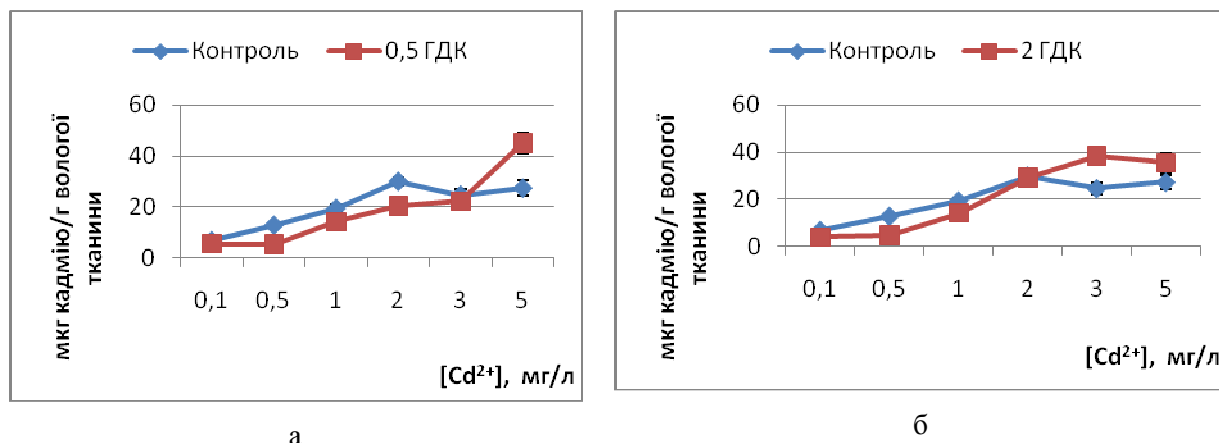 Контроль 0,5 ГДК
мкг кадмію/г вологої
тканини
60
40
20
0
0,1 0,5 1 2 3 5
[Cd²⁺], мг/л
а
Контроль 2 ГДК
мкг кадмію/г вологої
тканини
60
40
20
0
0,1 0,5 1 2 3 5
[Cd²⁺], мг/л
б